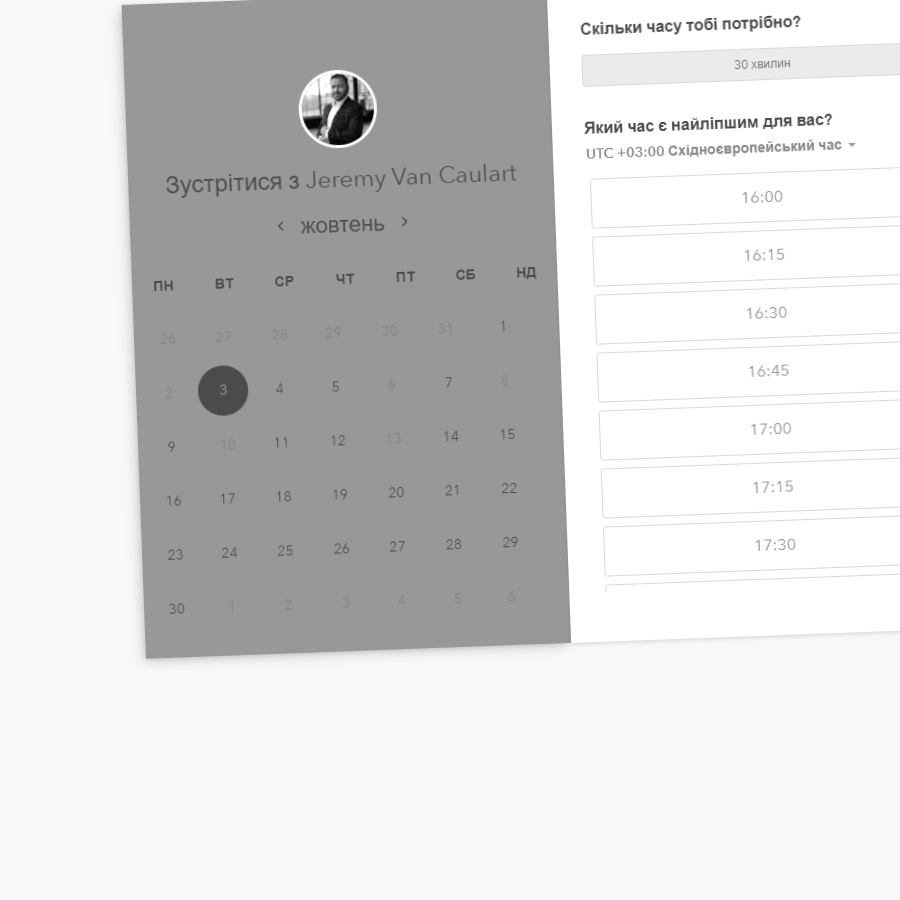 Зустрітися з Jeremy Van Caulart
‹ жовтень ›
ПН ВТ СР ЧТ ПТ СБ НД
26 27 28 29 30 31 1
2 3 4 5 6 7 8
9 10 11 12 13 14 15
16 17 18 19 20 21 22
23 24 25 26 27 28 29
30 1 2 3 4 5 6
Скільки часу тобі потрібно?
30 хвилин
Який час є найліпшим для вас?
UTC +03:00 Східноєвропейський час
16:00
16:15
16:30
16:45
17:00
17:15
17:30